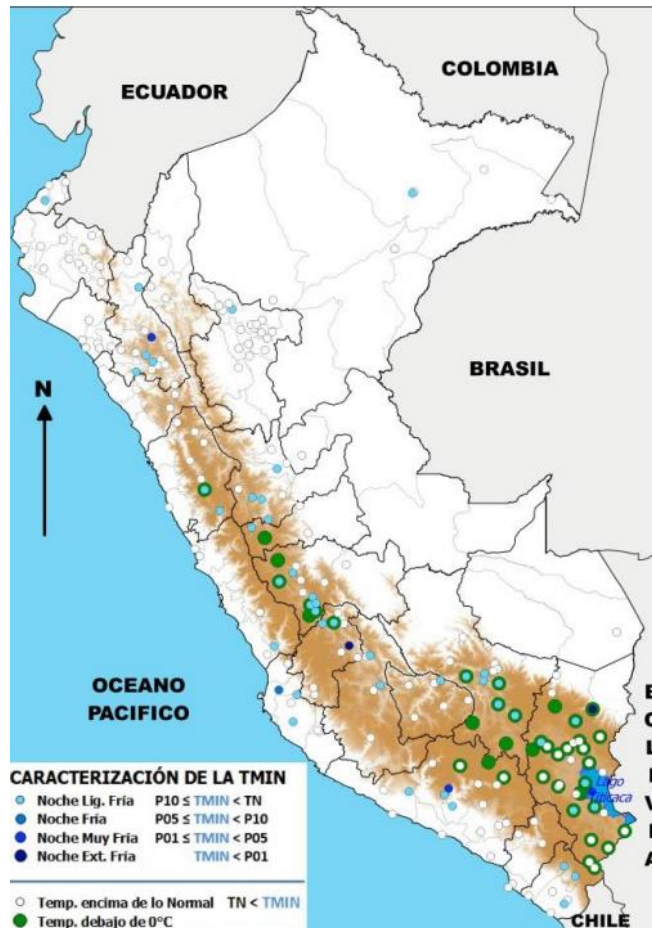 COLOMBIA
ECUADOR
BRASIL
N
OCEANO
PACIFICO
B
O
L
I
V
I
A
Lago
Titicaca
CARACTERIZACIÓN DE LA TMIN
Noche Lig. Fría P10 ≤ TMIN < TN
Noche Fría P05 ≤ TMIN < P10
Noche Muy Fría P01 ≤ TMIN < P05
Noche Ext. Fría TMIN < P01
Temp. encima de lo Normal TN < TMIN
Temp. debajo de 0°C
CHILE